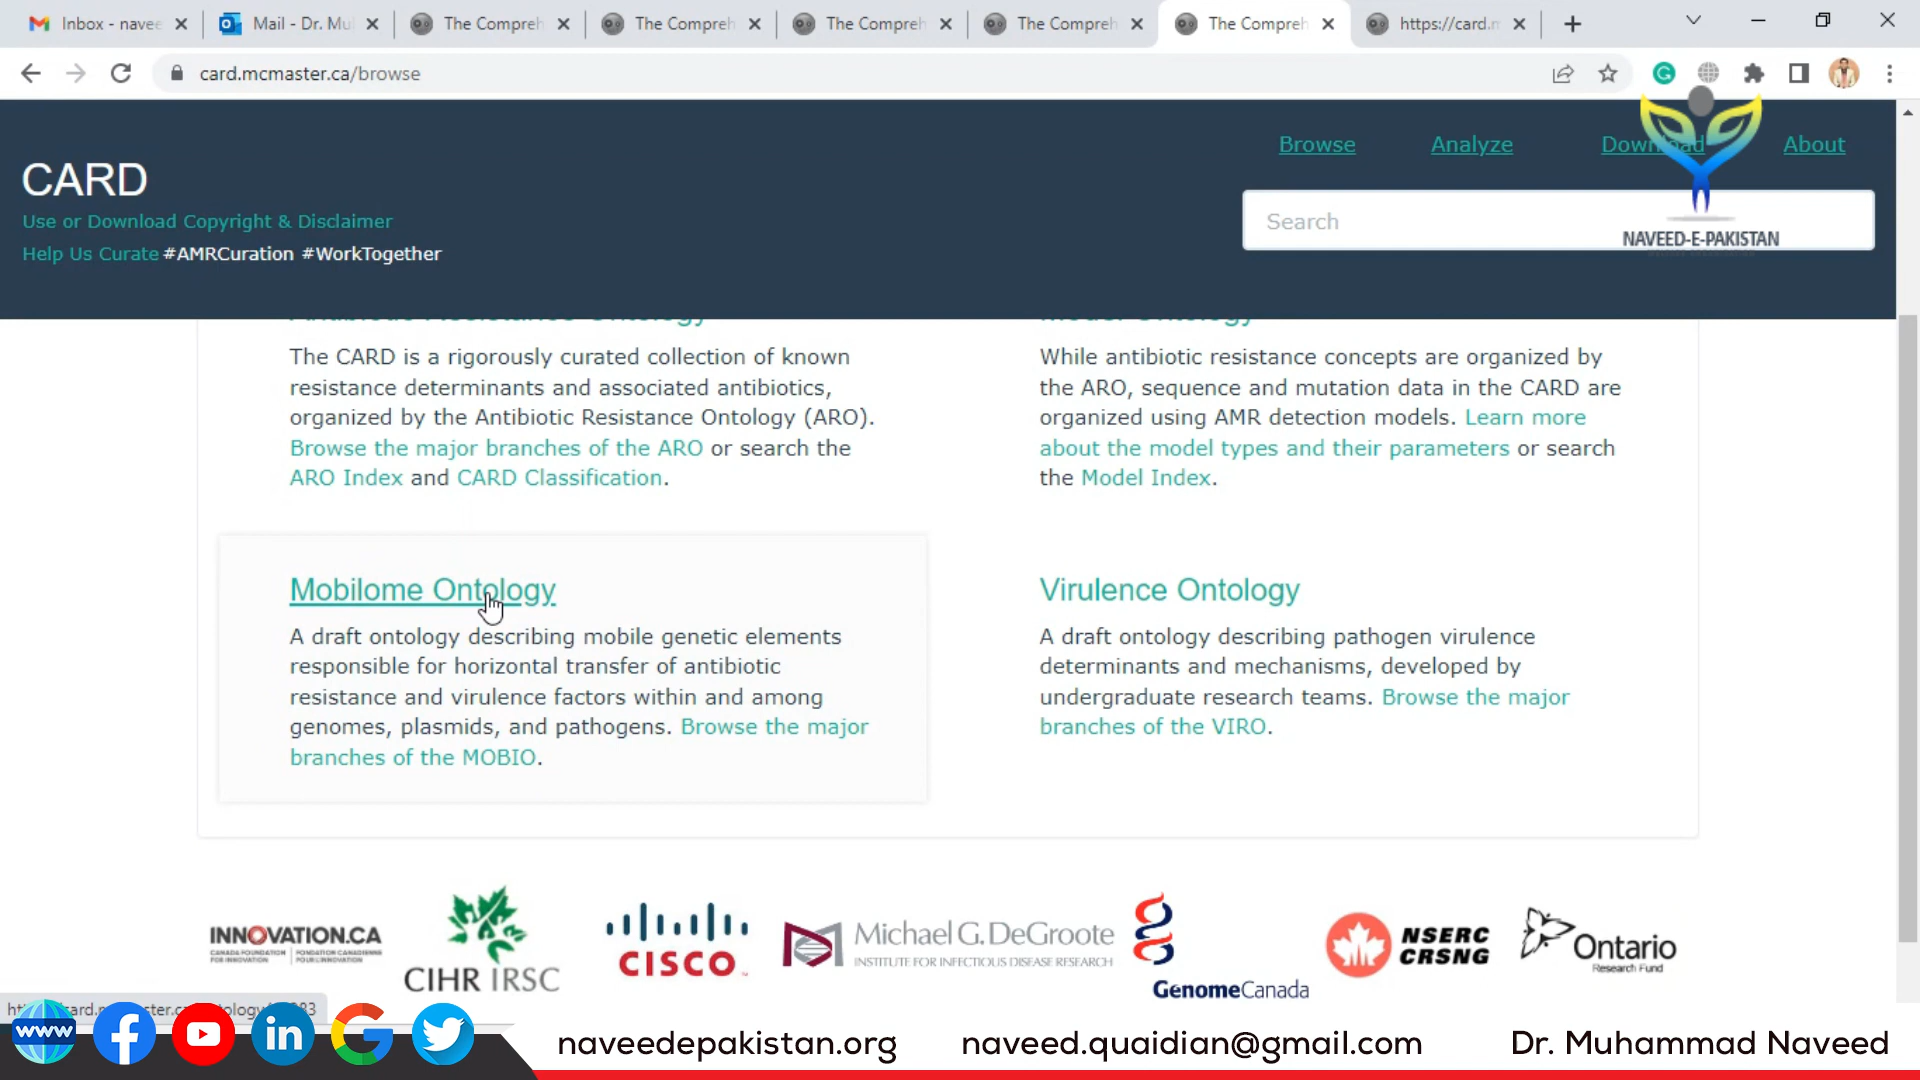 Inbox - navee
Mail - Dr. Mu
The Compreh
The Compreh
The Compreh
The Compreh
The Compreh
https://card.m
card.mcmaster.ca/browse
Browse
Analyze
Download
About
CARD
Use or Download Copyright & Disclaimer
Help Us Curate #AMRCuration #WorkTogether
Search
NAVEED-E-PAKISTAN
The CARD is a rigorously curated collection of known
resistance determinants and associated antibiotics,
organized by the Antibiotic Resistance Ontology (ARO).
Browse the major branches of the ARO or search the
ARO Index and CARD Classification.
While antibiotic resistance concepts are organized by
the ARO, sequence and mutation data in the CARD are
organized using AMR detection models. Learn more
about the model types and their parameters or search
the Model Index.
Mobilome Ontology
A draft ontology describing mobile genetic elements
responsible for horizontal transfer of antibiotic
resistance and virulence factors within and among
genomes, plasmids, and pathogens. Browse the major
branches of the MOBIO.
Virulence Ontology
A draft ontology describing pathogen virulence
determinants and mechanisms, developed by
undergraduate research teams. Browse the major
branches of the VIRO.
INNOVATION.CA
CANADA FOUNDATION FOR INNOVATION | FONDATION CANADIENNE POUR L'INNOVATION
CIHR IRSC
CISCO
Michael G. DeGroote
INSTITUTE FOR INFECTIOUS DISEASE RESEARCH
GenomeCanada
NSERC
CRSNG
Ontario
Research Fund
www
naveedepakistan.org
naveed.quaidian@gmail.com
Dr. Muhammad Naveed